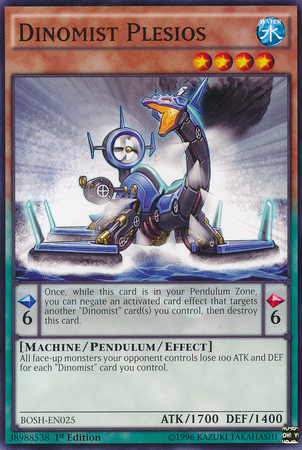 DINOMIST PLESIOS
WATER
水
Once, while this card is in your Pendulum Zone,
you can negate an activated card effect that targets
another "Dinomist" card(s) you control, then destroy
this card.
6
6
[MACHINE/PENDULUM/EFFECT]
All face-up monsters your opponent controls lose 100 ATK and DEF
for each "Dinomist" card you control.
BOSH-EN025
ATK/1700 DEF/1400
38988538
1st Edition
©1996 KAZUKI TAKAHASHI